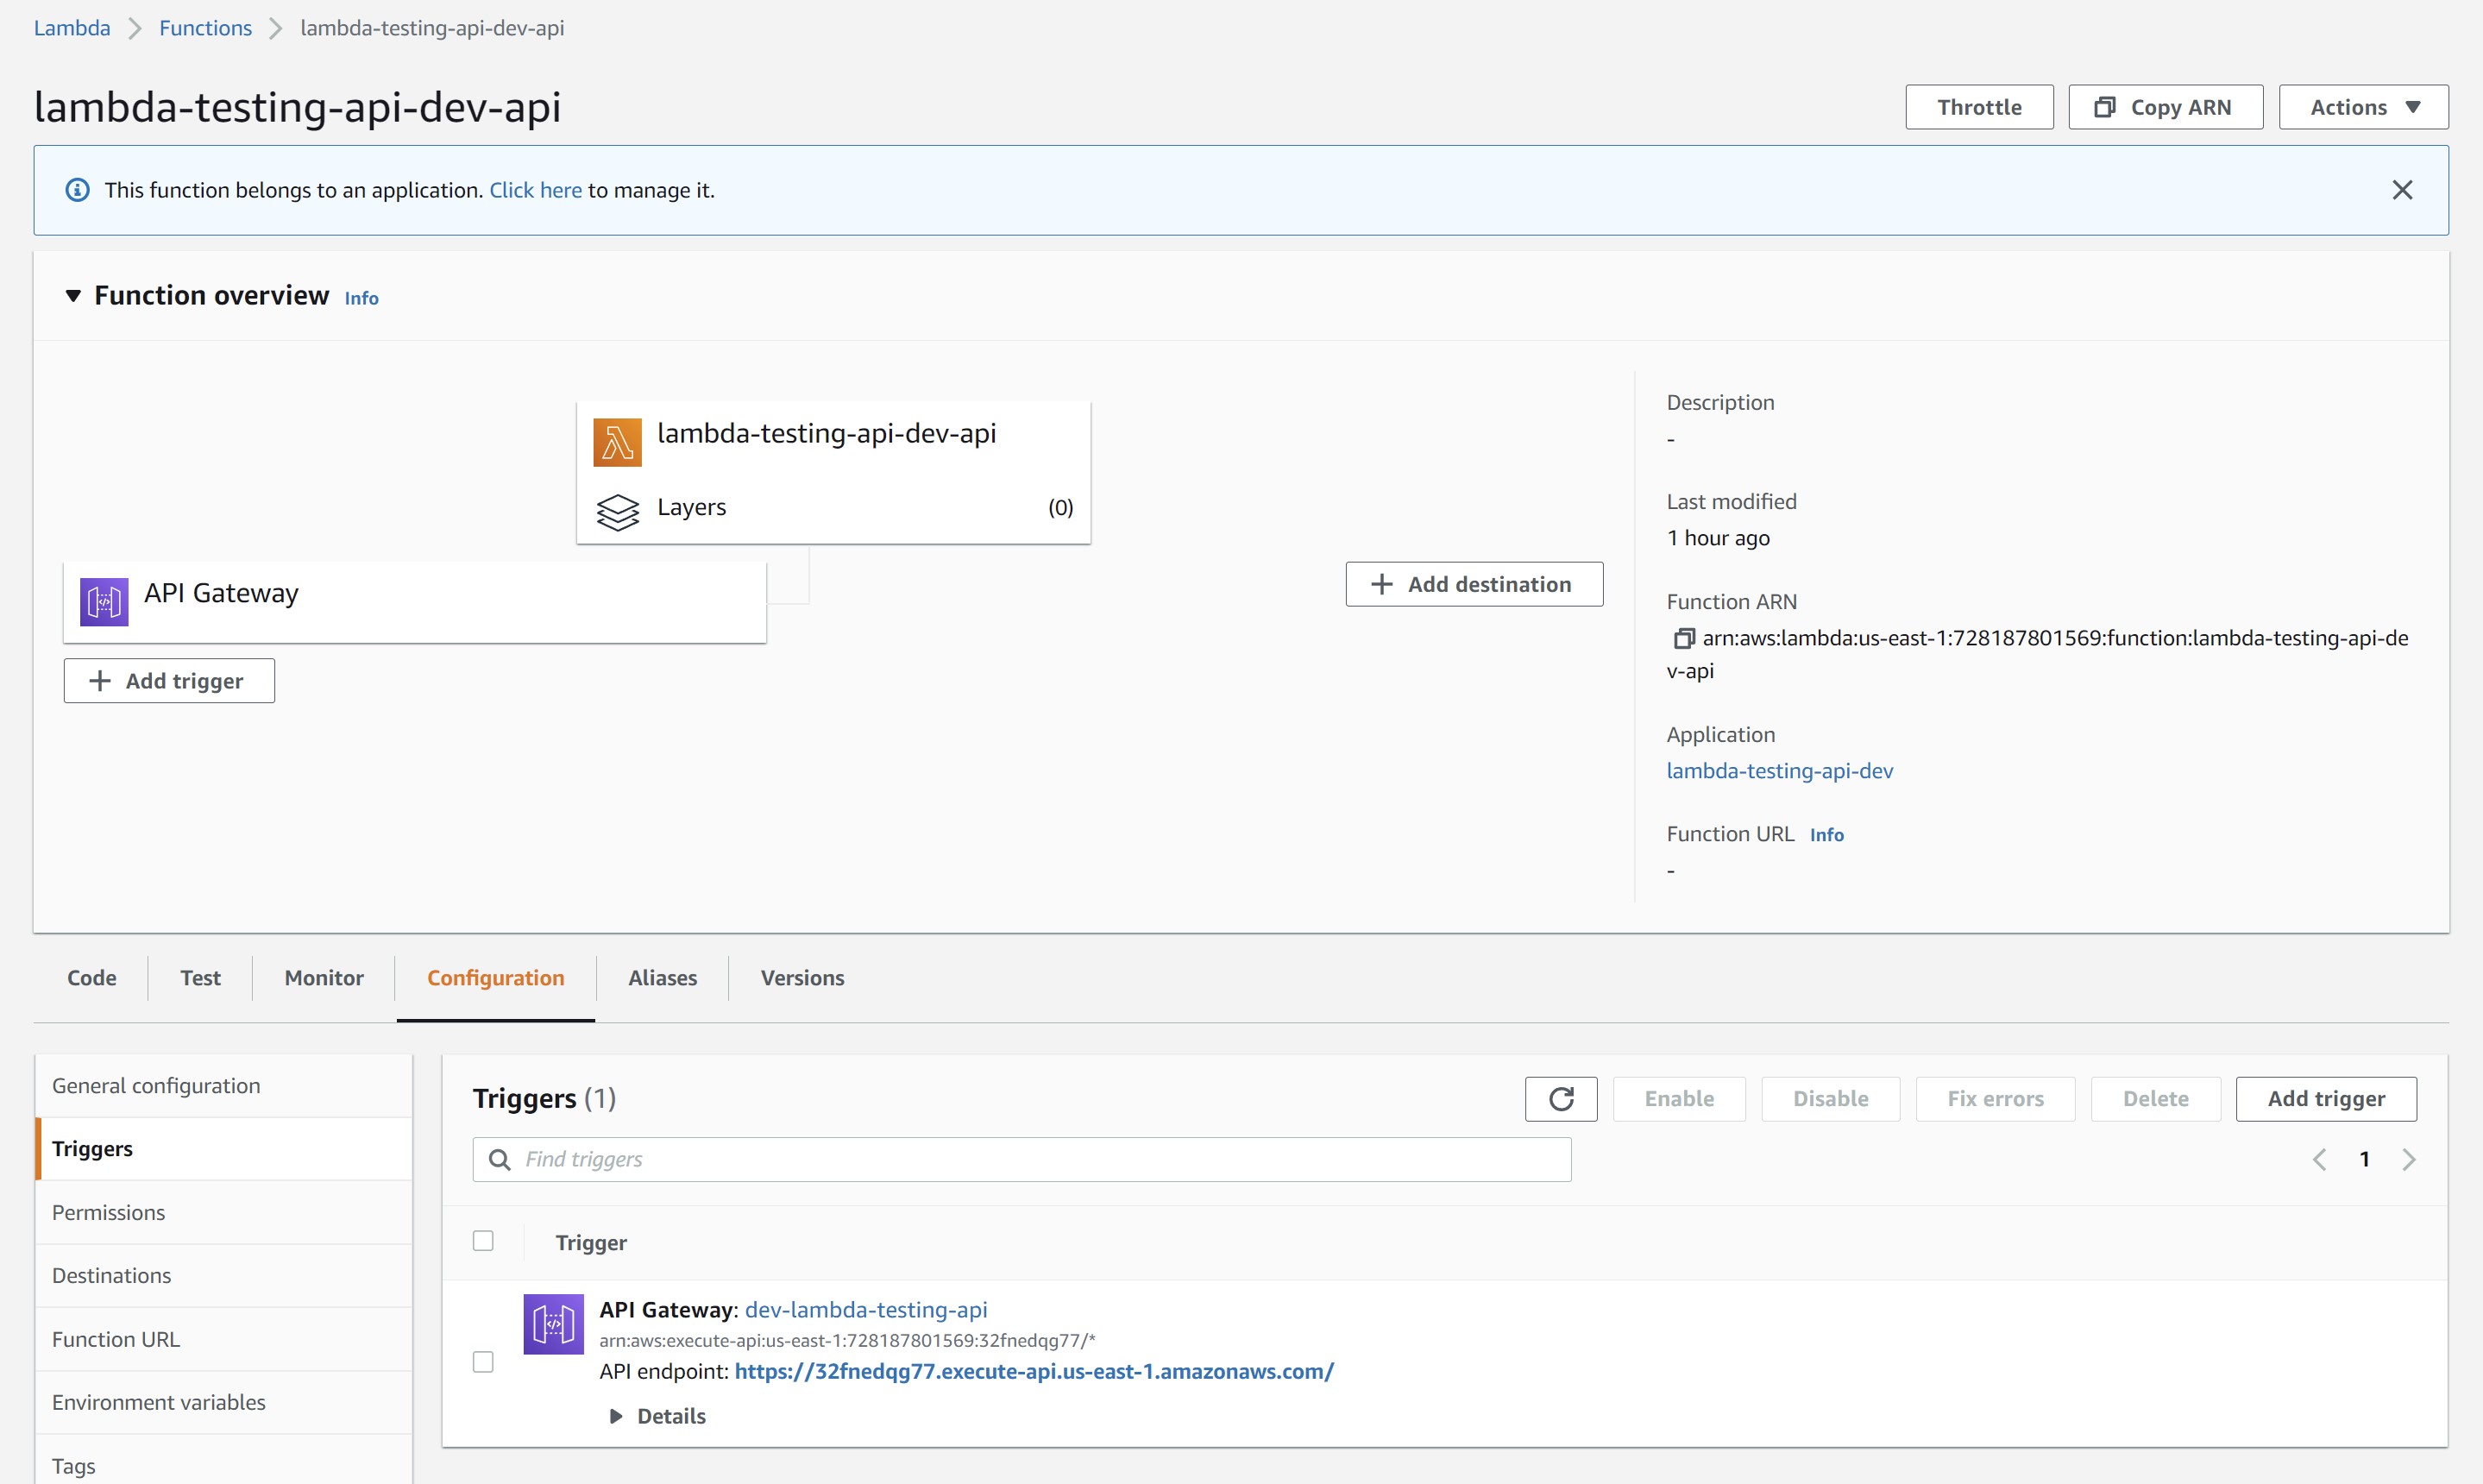 Lambda Functions lambda-testing-api-dev-api
lambda-testing-api-dev-api
Throttle Copy ARN Actions
This function belongs to an application. Click here to manage it.
Function overview Info
lambda-testing-api-dev-api
Layers (0)
API Gateway
Add trigger
Add destination
Description
-
Last modified
1 hour ago
Function ARN
arn:aws:lambda:us-east-1:728187801569:function:lambda-testing-api-de
v-api
Application
lambda-testing-api-dev
Function URL Info
-
Code Test Monitor Configuration Aliases Versions
General configuration
Triggers
Permissions
Destinations
Function URL
Environment variables
Tags
Triggers (1)
Enable Disable Fix errors Delete Add trigger
Find triggers
1
Trigger
API Gateway: dev-lambda-testing-api
arn:aws:execute-api:us-east-1:728187801569:32fnedqg77/*
API endpoint: https://32fnedqg77.execute-api.us-east-1.amazonaws.com/
Details